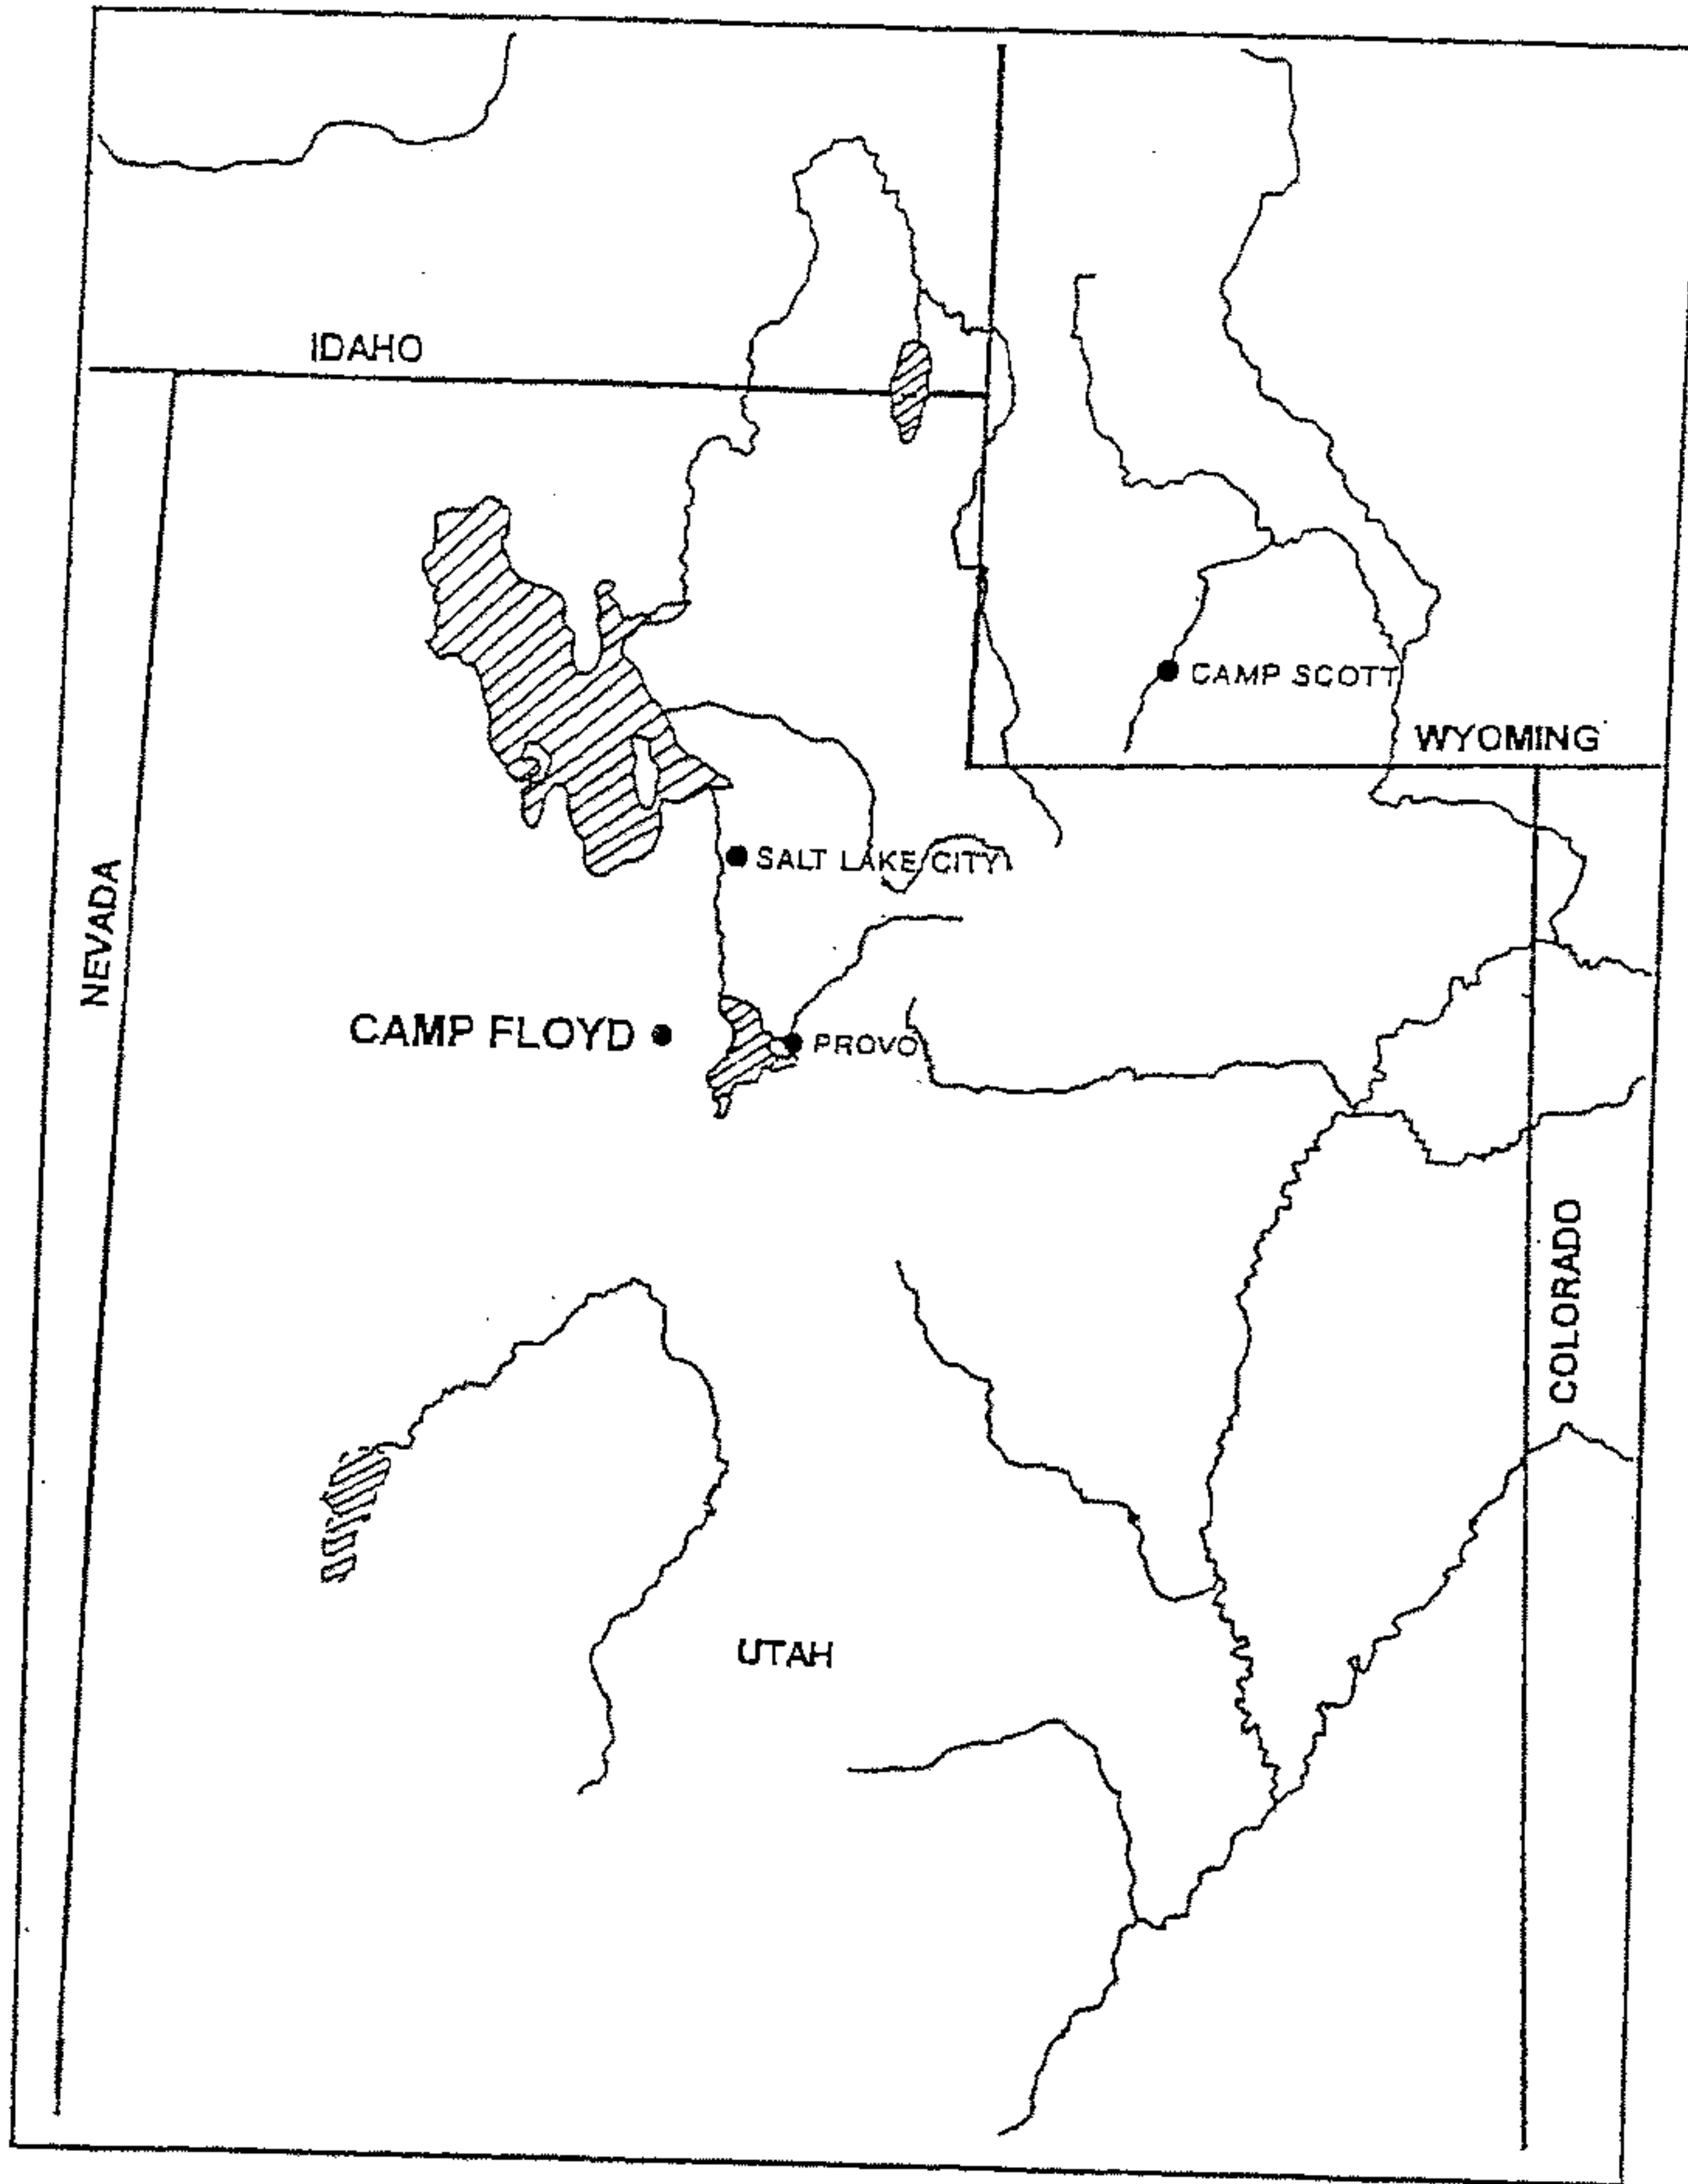 IDAHO
CAMP SCOTT
WYOMING
SALT LAKE CITY
NEVADA
CAMP FLOYD
PROVO
COLORADO
UTAH